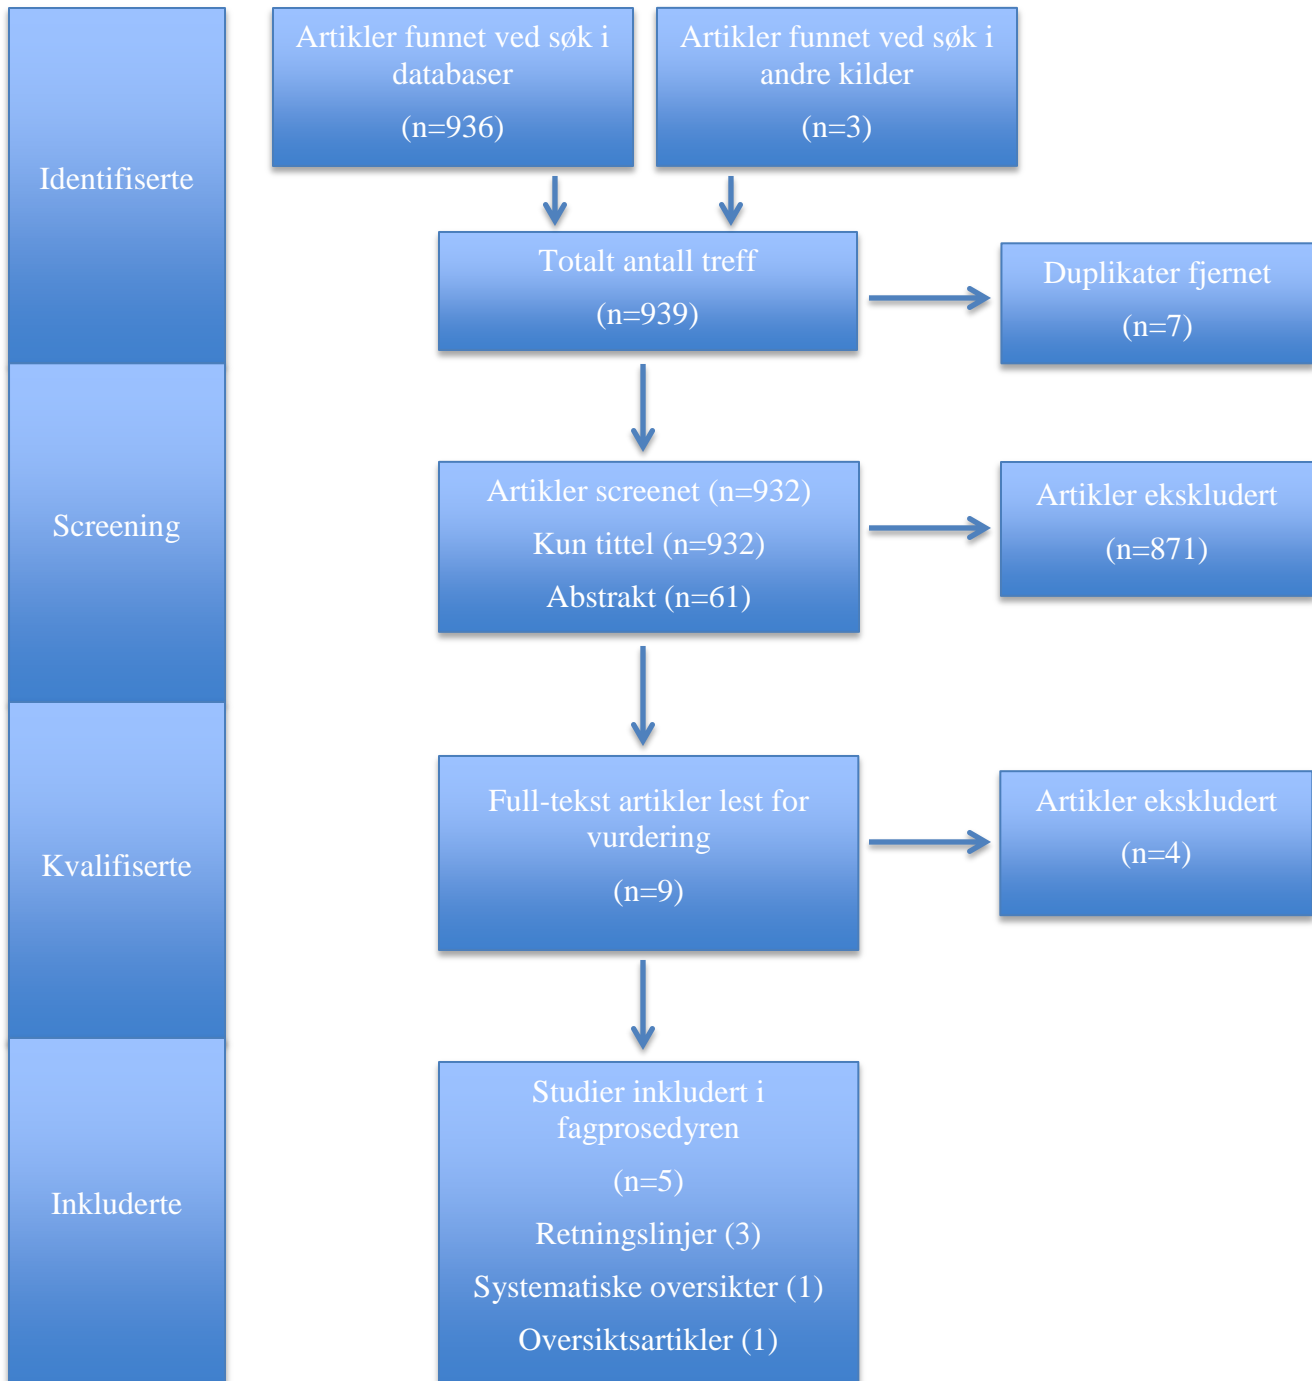 Identifiserte
Artikler funnet ved søk i
databaser
(n=936)
Artikler funnet ved søk i
andre kilder
(n=3)
Totalt antall treff
(n=939)
Duplikater fjernet
(n=7)
Screening
Artikler screenet (n=932)
Kun tittel (n=932)
Abstrakt (n=61)
Artikler ekskludert
(n=871)
Kvalifiserte
Full-tekst artikler lest for
vurdering
(n=9)
Artikler ekskludert
(n=4)
Inkluderte
Studier inkludert i
fagprosedyren
(n=5)
Retningslinjer (3)
Systematiske oversikter (1)
Oversiktsartikler (1)